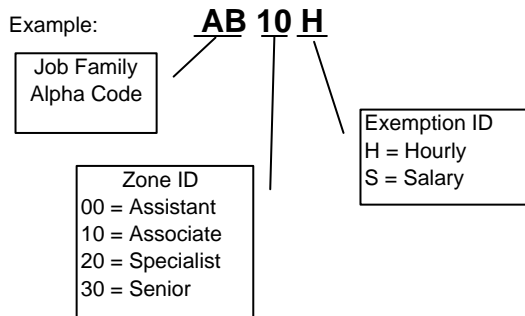 Example: AB 10 H
Job Family
Alpha Code
Exemption ID
H = Hourly
S = Salary
Zone ID
00 = Assistant
10 = Associate
20 = Specialist
30 = Senior